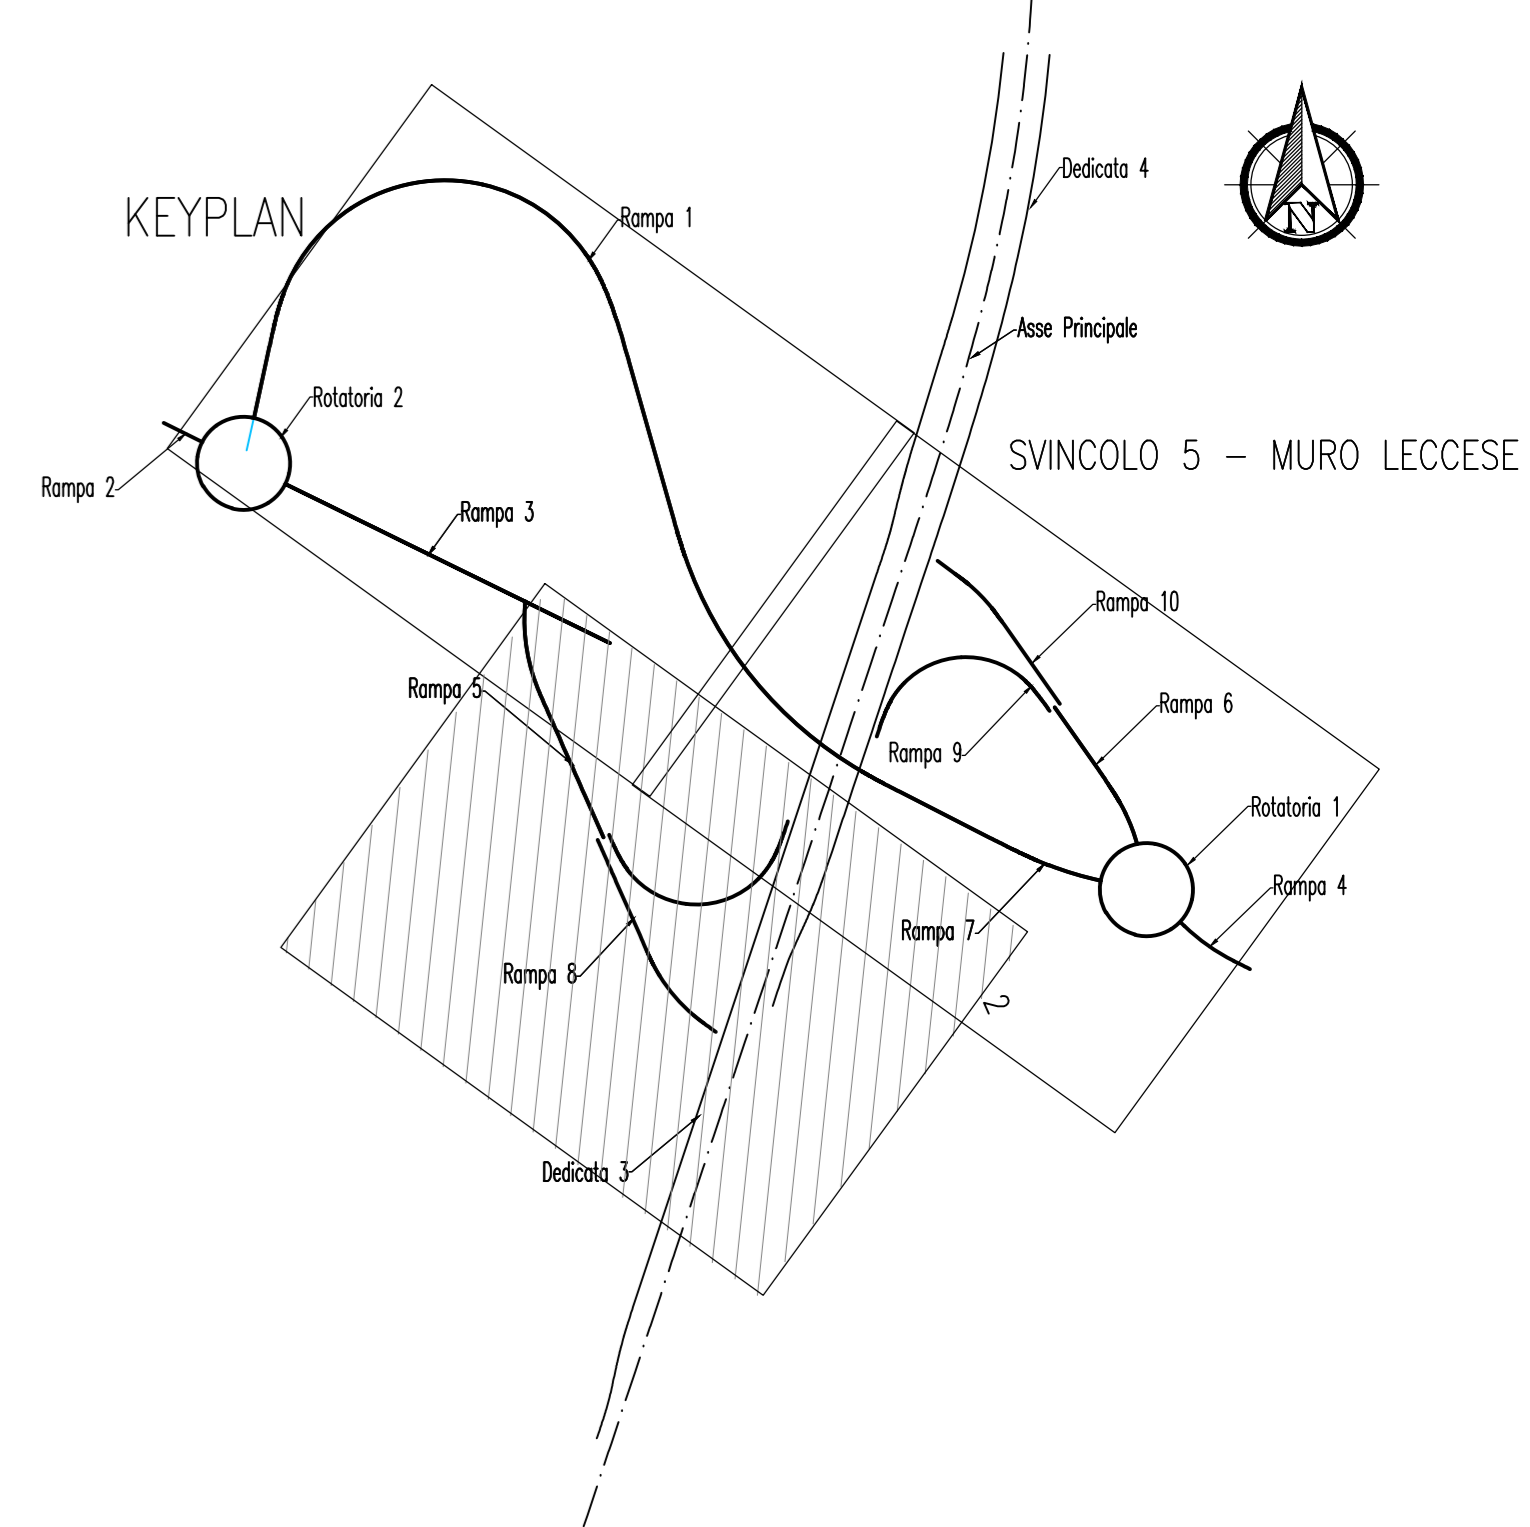 Dedicata 4
KEYPLAN
Rampa 1
N
Asse Principale
Rotatoria 2
SVINCOLO 5 - MURO LECCESE
Rampa 2
Rampa 3
Rampa 10
Rampa 5
Rampa 6
Rampa 9
Rotatoria 1
Rampa 4
Rampa 7
Rampa 8
2
Dedicata 3